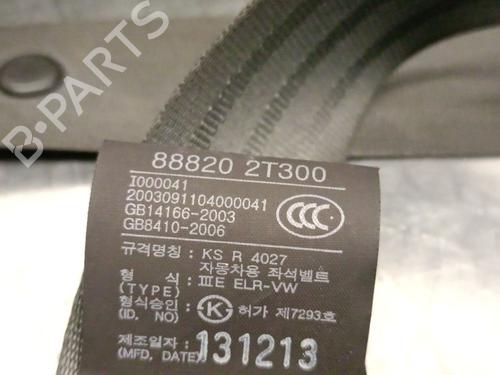 88820 2T300
I000041
2003091104000041
GB14166-2003
GB8410-2006
CCC
규격명칭 : KS R 4027
자동차용 좌석벨트
형 식 : ⅢE ELR-VW
(TYPE)
형식승인 : K 허가 제7293호
(ID. NO)
제조일자 : 131213
(MFD, DATE)
B-PARTS